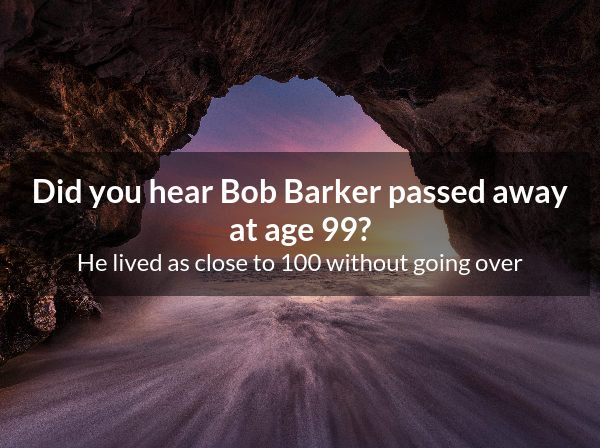 Did you hear Bob Barker passed away
at age 99?
He lived as close to 100 without going over